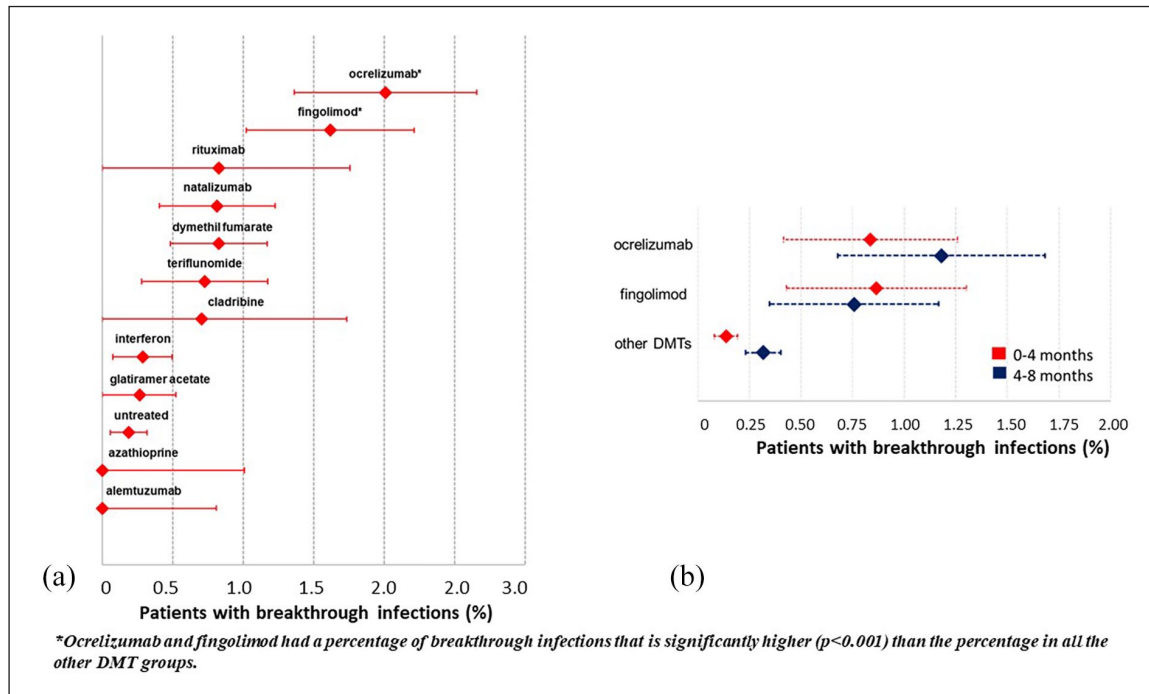 ocrelizumab*
fingolimod*
rituximab
natalizumab
dymethil fumarate
teriflunomide
cladribine
interferon
glatiramer acetate
untreated
azathioprine
alemtuzumab
0 0.5 1.0 1.5 2.0 2.0 3.0
Patients with breakthrough infections (%)
(a)
ocrelizumab
fingolimod
other DMTs
0-4 months
4-8 months
0 0.25 0.50 0.75 1.00 1.25 1.50 1.75 2.00
Patients with breakthrough infections (%)
(b)
*Ocrelizumab and fingolimod had a percentage of breakthrough infections that is significantly higher (p<0.001) than the percentage in all the
other DMT groups.